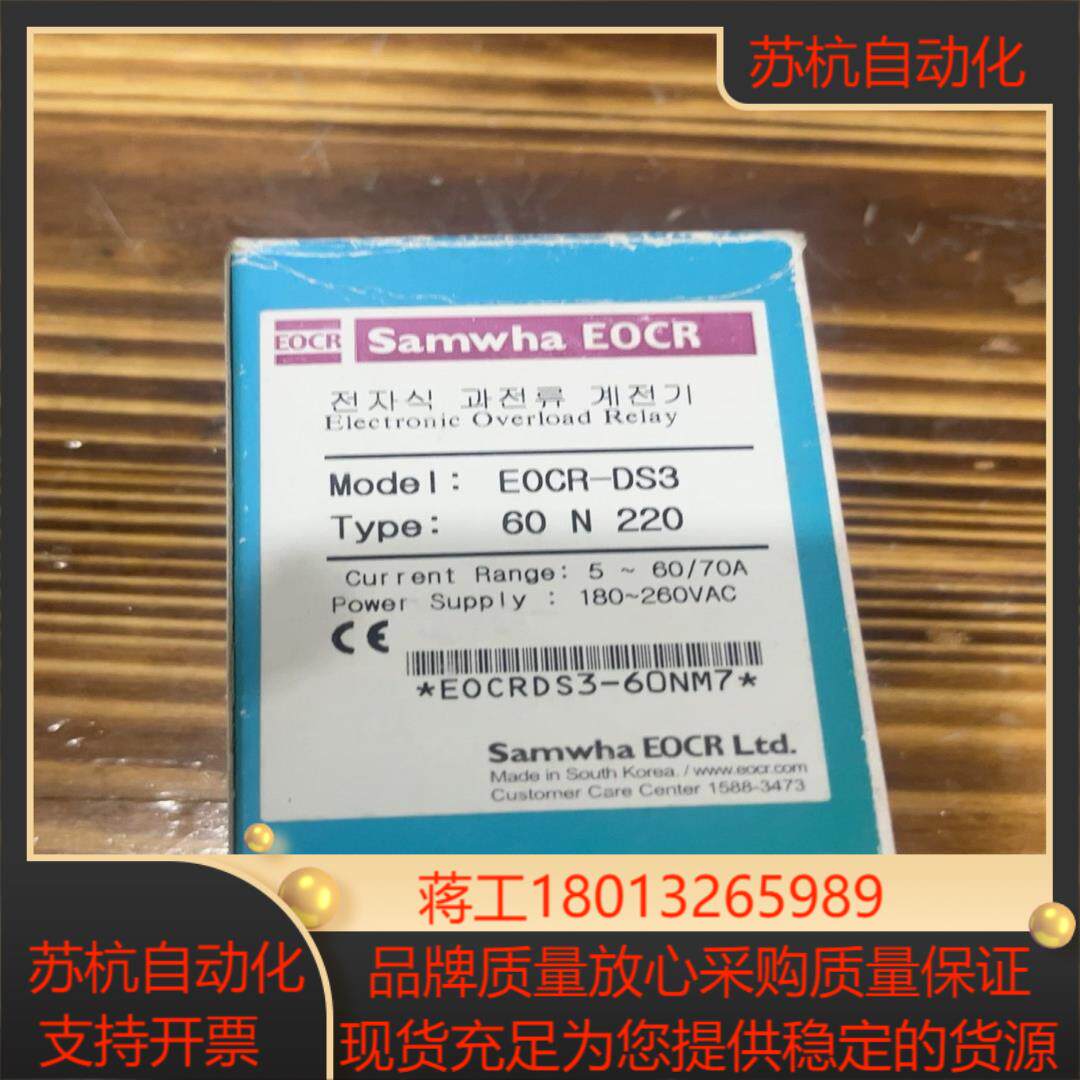 苏杭自动化
EOCR Samwha EOCR
전자식 과전류 계전기
Electronic Overload Relay
Model: EOCR-DS3
Type: 60 N 220
Current Range: 5 ~ 60/70A
Power Supply : 180~260VAC
CE
*EOCRDS3-60NM7*
Samwha EOCR Ltd.
Made in South Korea. / www.eocr.com
Customer Care Center 1588-3473
蒋工18013265989
苏杭自动化
支持开票
品牌质量放心采购质量保证
现货充足为您提供稳定的货源